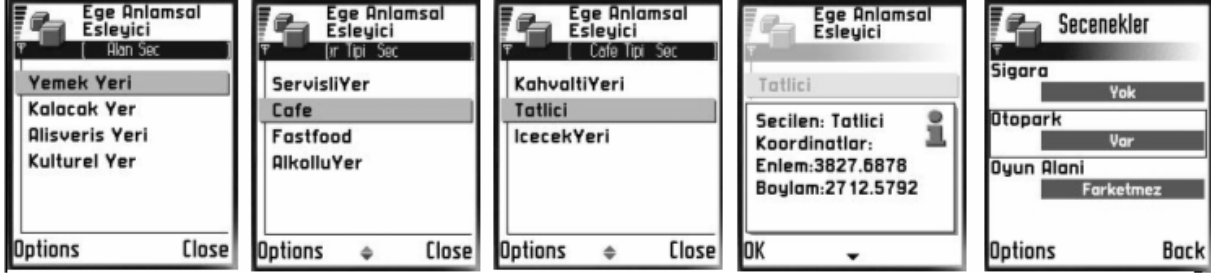 Ege Anlamsal
Esleyici
[ Alan Sec ]
Yemek Yeri
Kalacak Yer
Alisveris Yeri
Kulturel Yer
Options Close
Ege Anlamsal
Esleyici
[ir Tipi Sec ]
ServisliYer
Cafe
Fastfood
AlkolluYer
Options Close
Ege Anlamsal
Esleyici
[ Cafe Tipi Sec ]
KahvaltiYeri
Tatlici
IcecekYeri
Options Close
Ege Anlamsal
Esleyici
Tatlici
Secilen: Tatlici
Koordinatlar:
Enlem:3827.6878
Boylam:2712.5792
OK
Secenekler
Sigara
Yok
Otopark
Var
Oyun Alani
Farketmez
Options Back